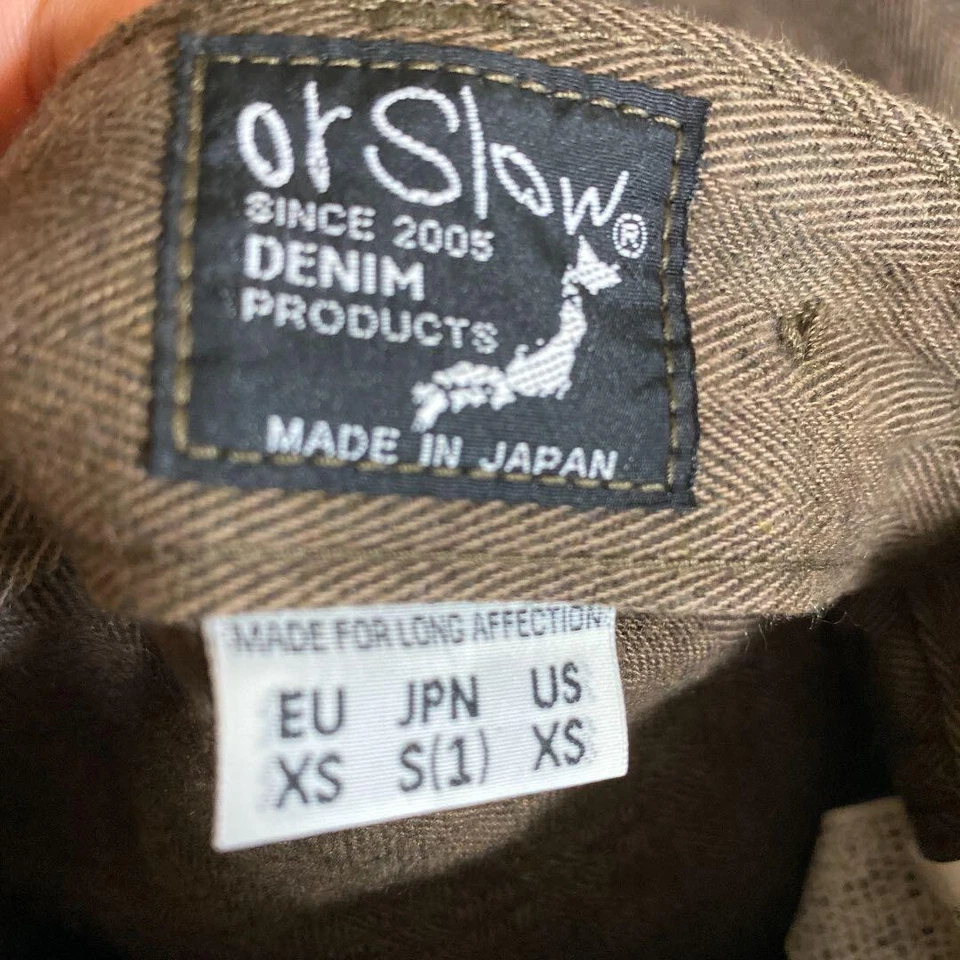 orSlow®
SINCE 2005
DENIM
PRODUCTS
MADE IN JAPAN
MADE FOR LONG AFFECTION
EU JPN US
XS S(1) XS